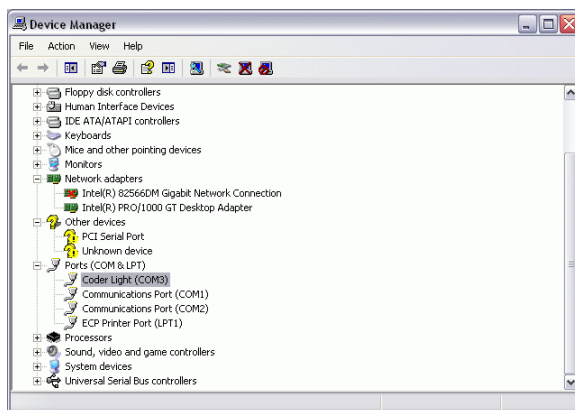 Device Manager
File Action View Help
Floppy disk controllers
Human Interface Devices
IDE ATA/ATAPI controllers
Keyboards
Mice and other pointing devices
Monitors
Network adapters
Intel(R) 82566DM Gigabit Network Connection
Intel(R) PRO/1000 GT Desktop Adapter
Other devices
PCI Serial Port
Unknown device
Ports (COM & LPT)
Coder Light (COM3)
Communications Port (COM1)
Communications Port (COM2)
ECP Printer Port (LPT1)
Processors
Sound, video and game controllers
System devices
Universal Serial Bus controllers